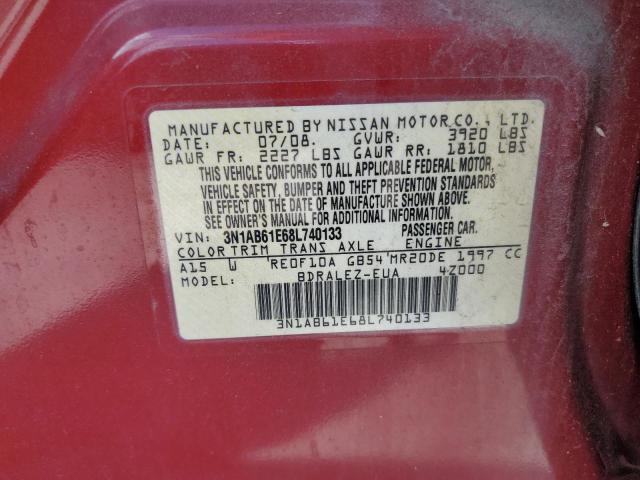 MANUFACTURED BY NISSAN MOTOR CO., LTD.
DATE: 07/08. GVWR: 3920 LBS
GAWR FR: 2227 LBS GAWR RR: 1810 LBS
THIS VEHICLE CONFORMS TO ALL APPLICABLE FEDERAL MOTOR,
VEHICLE SAFETY, BUMPER AND THEFT PREVENTION STANDARDS
IN EFFECT ON THE DATE OF MANUFACTURE SHOWN ABOVE.
SEE OWNER'S MANUAL FOR ADDITIONAL INFORMATION
VIN: 3N1AB61E68L740133 PASSENGER CAR.
COLOR TRIM TRANS AXLE ENGINE
A15 W RE0F10A GB54 MR20DE 1997 CC
MODEL: BDRALEZ-EUA 4Z000
3N1AB61E68L740133